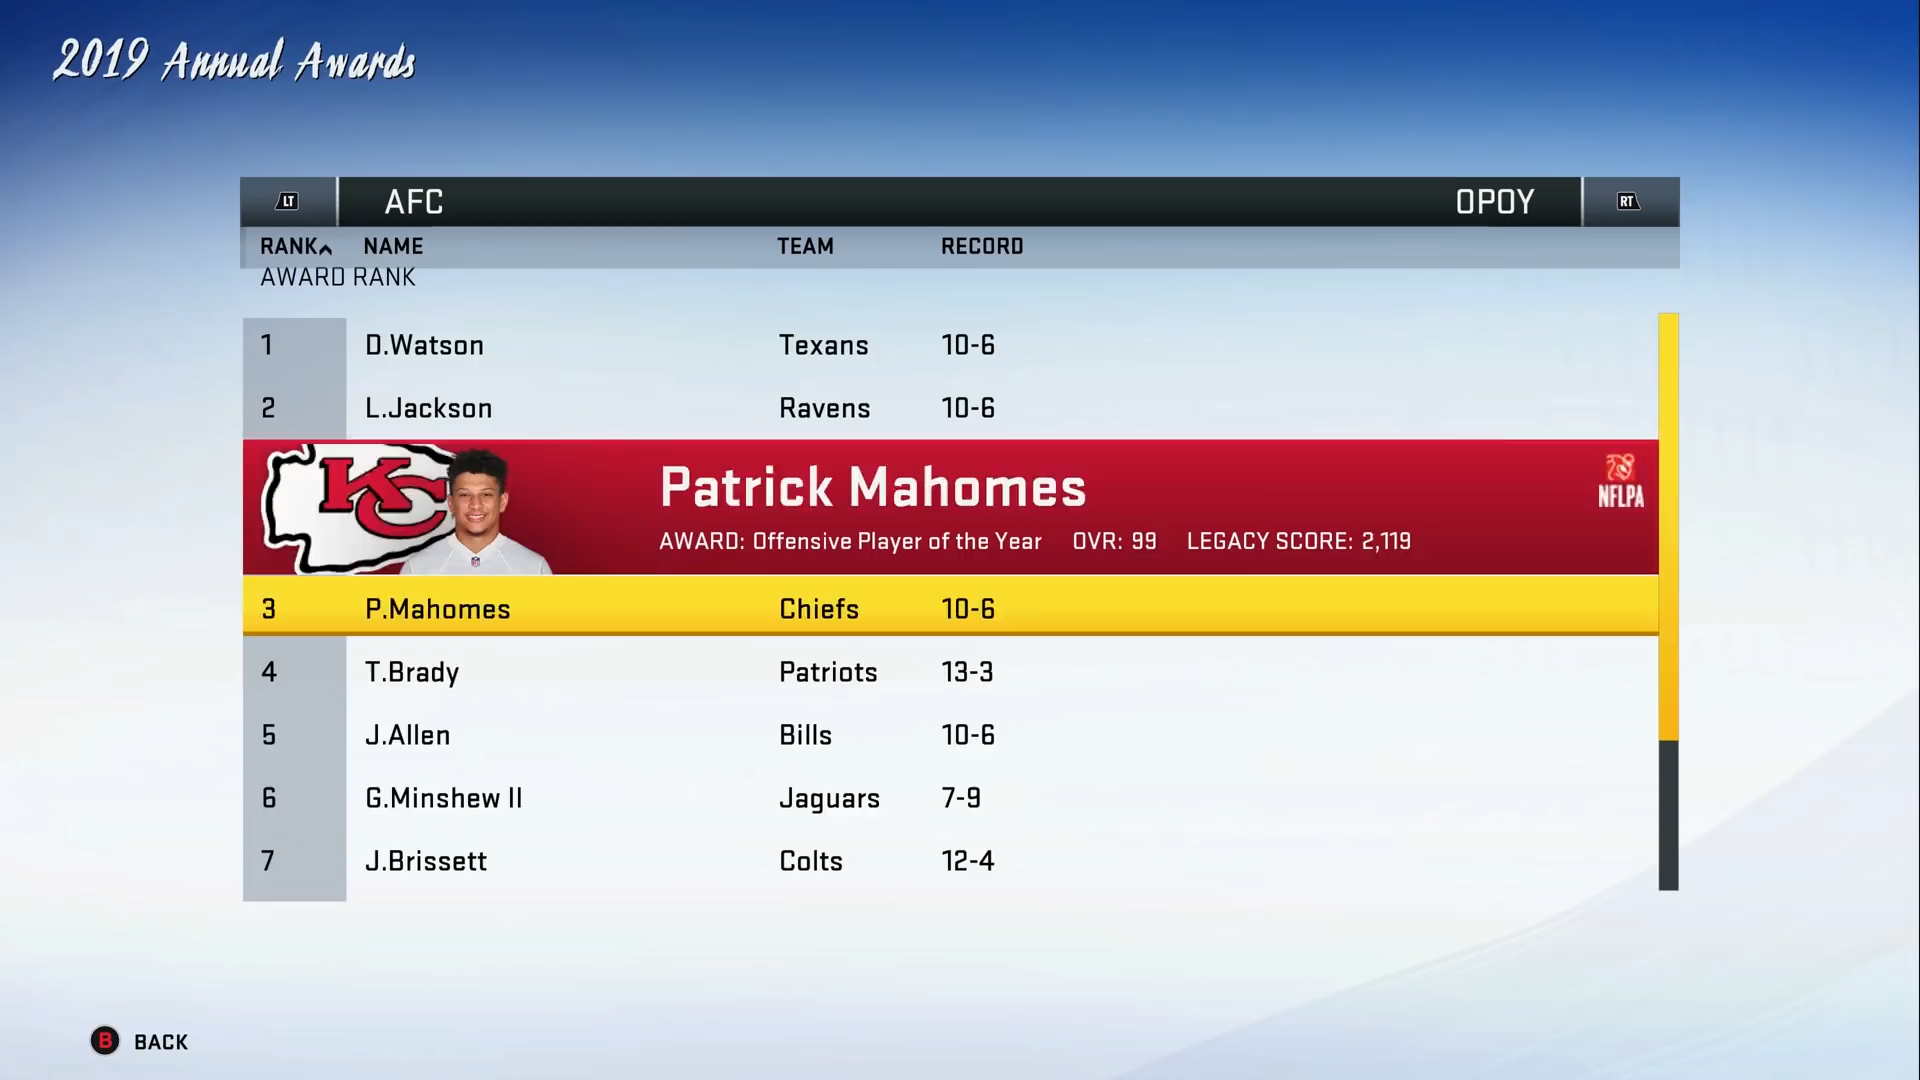 2019 Annual Awards
LT AFC OPOY RT
RANK NAME TEAM RECORD
AWARD RANK
1 D.Watson Texans 10-6
2 L.Jackson Ravens 10-6
KC Patrick Mahomes NFLPA
AWARD: Offensive Player of the Year OVR: 99 LEGACY SCORE: 2,119
3 P.Mahomes Chiefs 10-6
4 T.Brady Patriots 13-3
5 J.Allen Bills 10-6
6 G.Minshew II Jaguars 7-9
7 J.Brissett Colts 12-4
B BACK